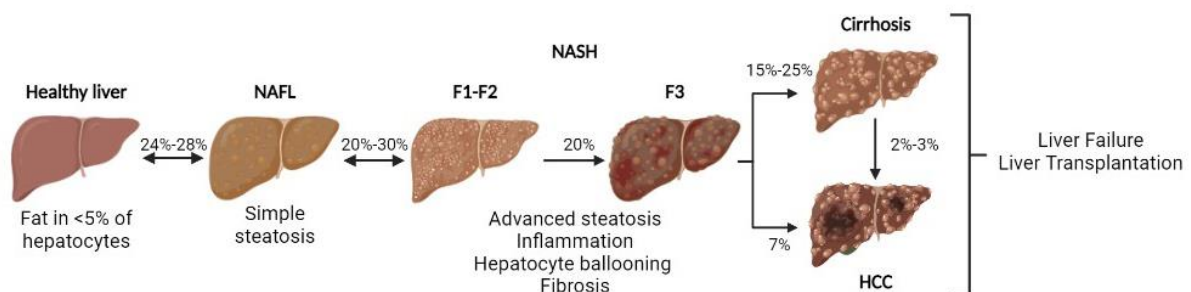 Healthy liver
24%-28%
Fat in <5% of
hepatocytes
NAFL
20%-30%
Simple
steatosis
NASH
F1-F2
20%
F3
Advanced steatosis
Inflammation
Hepatocyte ballooning
Fibrosis
15%-25%
7%
Cirrhosis
2%-3%
HCC
Liver Failure
Liver Transplantation